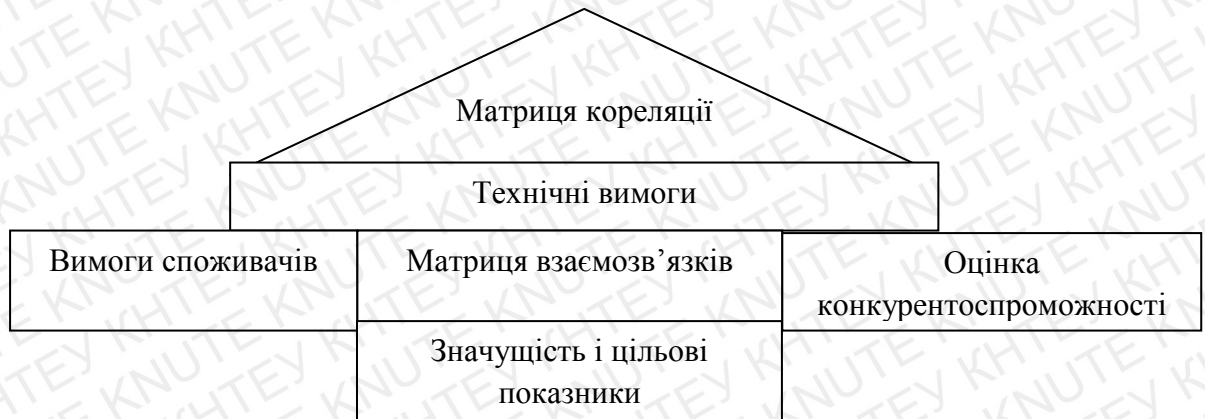 Матриця кореляції
Технічні вимоги
Вимоги споживачів
Матриця взаємозв’язків
Оцінка
конкурентоспроможності
Значущість і цільові
показники